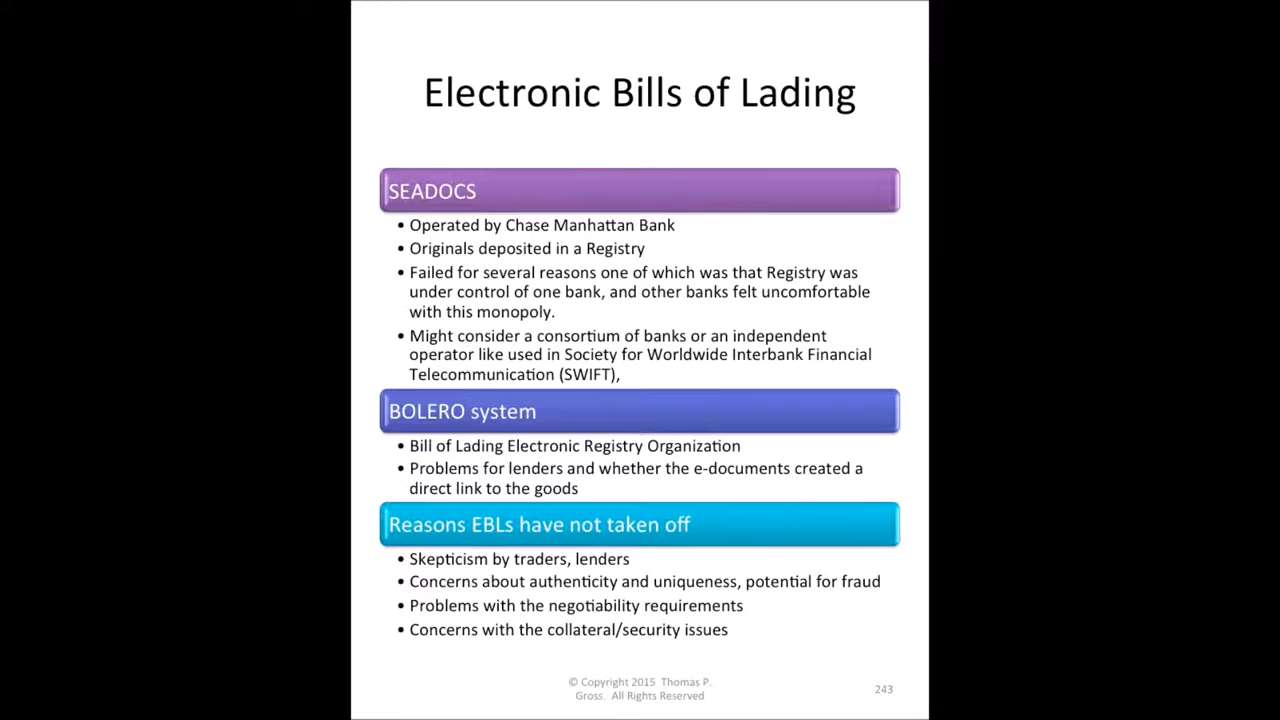 Electronic Bills of Lading
SEADOCS
• Operated by Chase Manhattan Bank
• Originals deposited in a Registry
• Failed for several reasons one of which was that Registry was
under control of one bank, and other banks felt uncomfortable
with this monopoly.
• Might consider a consortium of banks or an independent
operator like used in Society for Worldwide Interbank Financial
Telecommunication (SWIFT),
BOLERO system
• Bill of Lading Electronic Registry Organization
• Problems for lenders and whether the e-documents created a
direct link to the goods
Reasons EBLs have not taken off
• Skepticism by traders, lenders
• Concerns about authenticity and uniqueness, potential for fraud
• Problems with the negotiability requirements
• Concerns with the collateral/security issues
© Copyright 2015 Thomas P.
Gross. All Rights Reserved
243